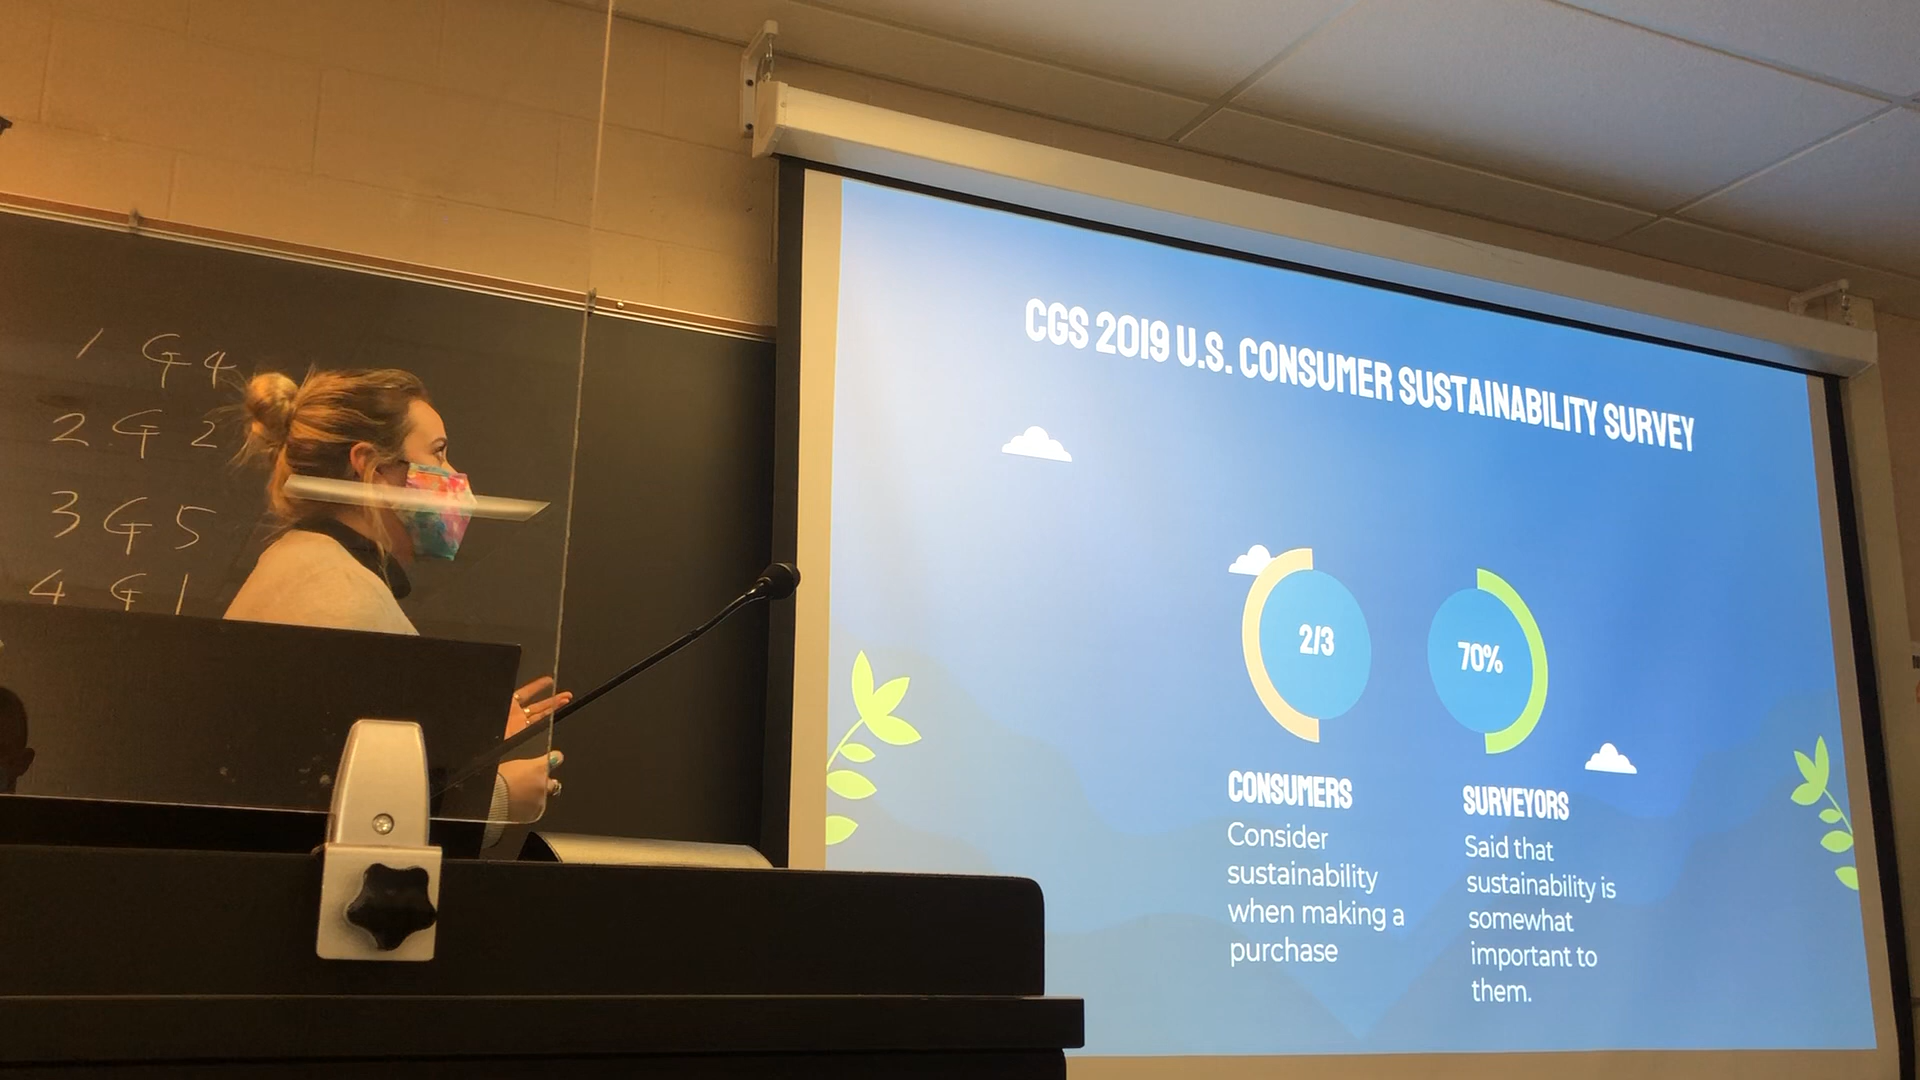 1 G 4
2 G 2
3 G 5
4 G 1
CGS 2019 U.S. CONSUMER SUSTAINABILITY SURVEY
2/3
70%
CONSUMERS
Consider
sustainability
when making a
purchase
SURVEYORS
Said that
sustainability is
somewhat
important to
them.